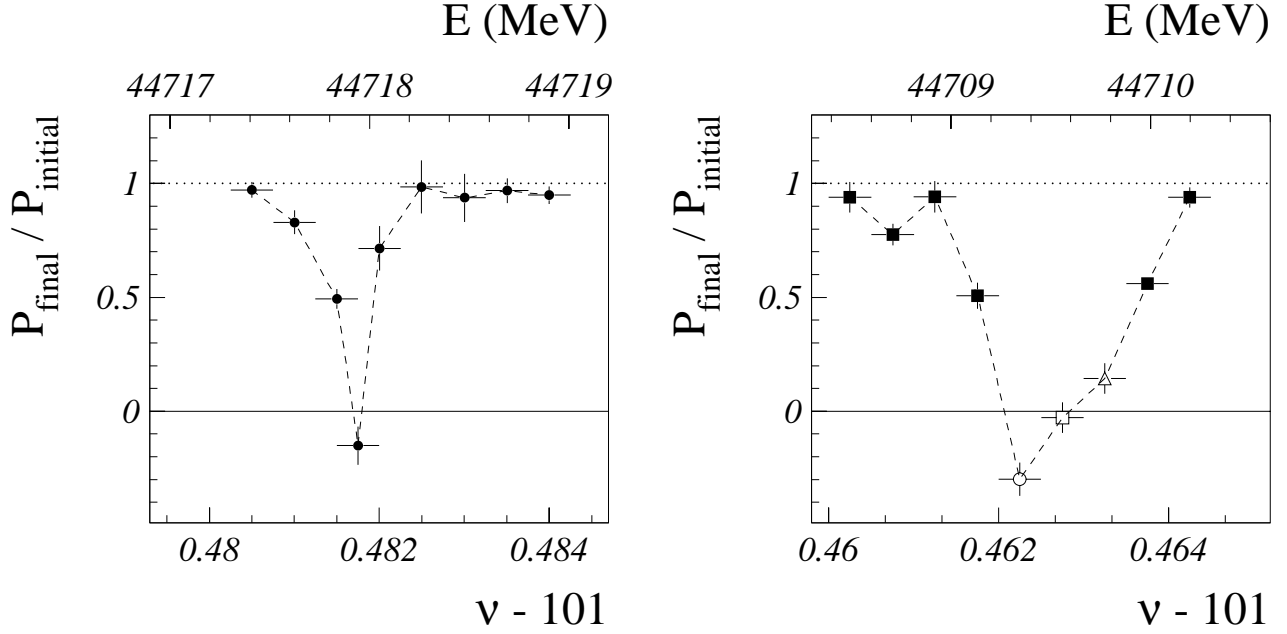 E (MeV)
44717 44718 44719
P_final / P_initial
1
0.5
0
0.48 0.482 0.484
ν - 101
E (MeV)
44709 44710
P_final / P_initial
1
0.5
0
0.46 0.462 0.464
ν - 101